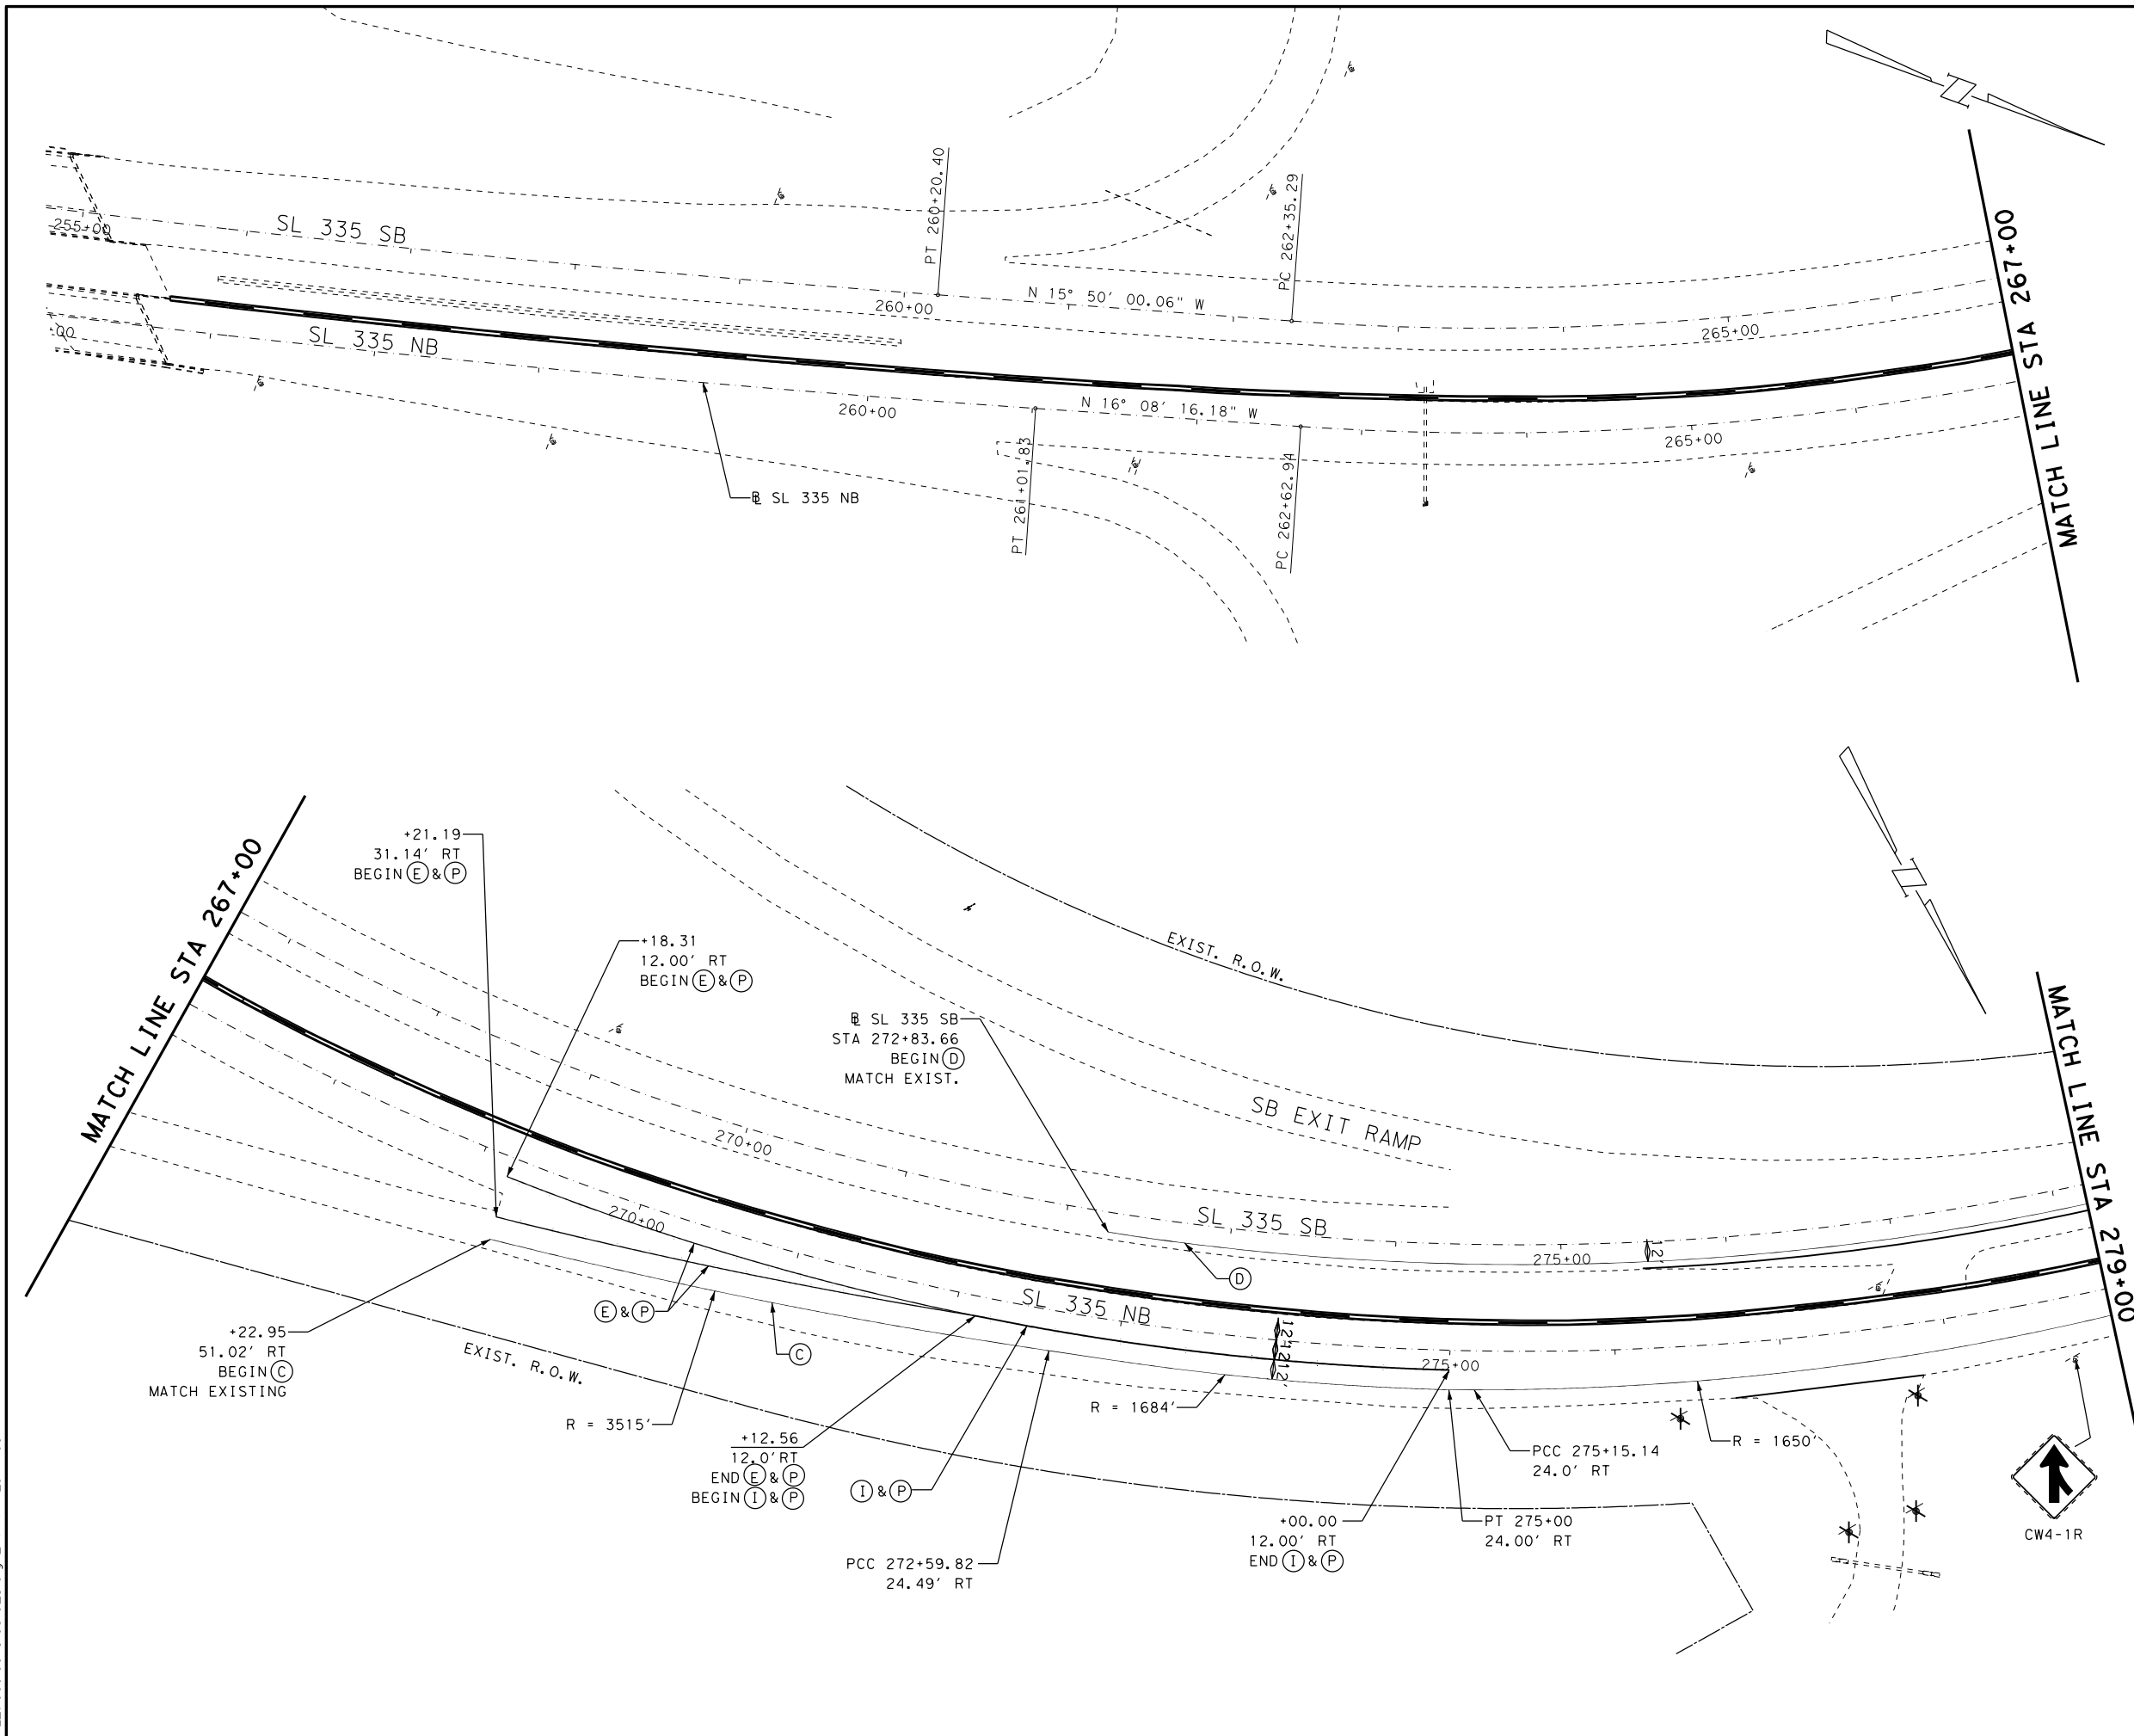 PT 260+20.40
PC 262+35.29
255+00
SL 335 SB
260+00
N 15° 50' 00.06" W
265+00
MATCH LINE STA 267+00
+00
SL 335 NB
260+00
N 16° 08' 16.18" W
265+00
PT 261+01.83
PC 262+62.94
B SL 335 NB
MATCH LINE STA 267+00
+21.19
31.14' RT
BEGIN E & P
+18.31
12.00' RT
BEGIN E & P
B SL 335 SB
STA 272+83.66
BEGIN D
MATCH EXIST.
EXIST. R.O.W.
SB EXIT RAMP
MATCH LINE STA 279+00
270+00
SL 335 SB
275+00
12'
D
270+00
E & P
SL 335 NB
12'
12'
12'
275+00
C
+22.95
51.02' RT
BEGIN C
MATCH EXISTING
EXIST. R.O.W.
R = 3515'
R = 1684'
R = 1650'
+12.56
12.0' RT
END E & P
BEGIN I & P
I & P
PCC 275+15.14
24.0' RT
+00.00
12.00' RT
END I & P
PT 275+00
24.00' RT
PCC 272+59.82
24.49' RT
CW4-1R